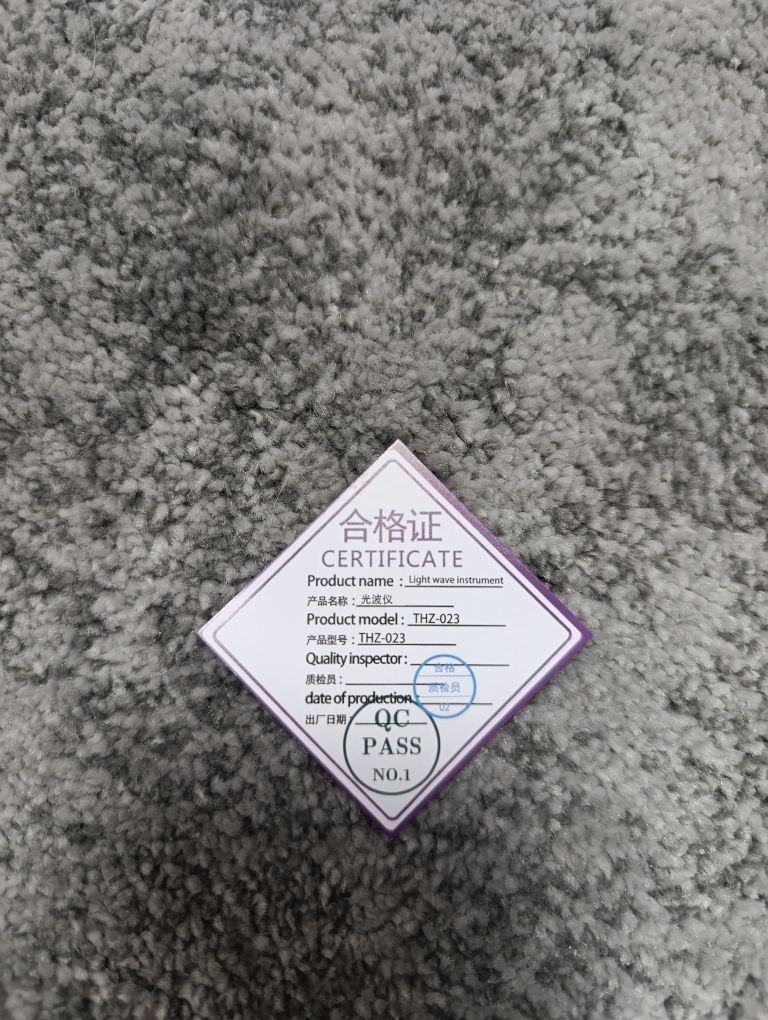 合格证
CERTIFICATE
Product name : Light wave instrument
产品名称: 光波仪
Product model : THZ-023
产品型号: THZ-023
Quality inspector :
质检员:
date of production :
出厂日期:
合格
质检员
02
QC
PASS
NO.1